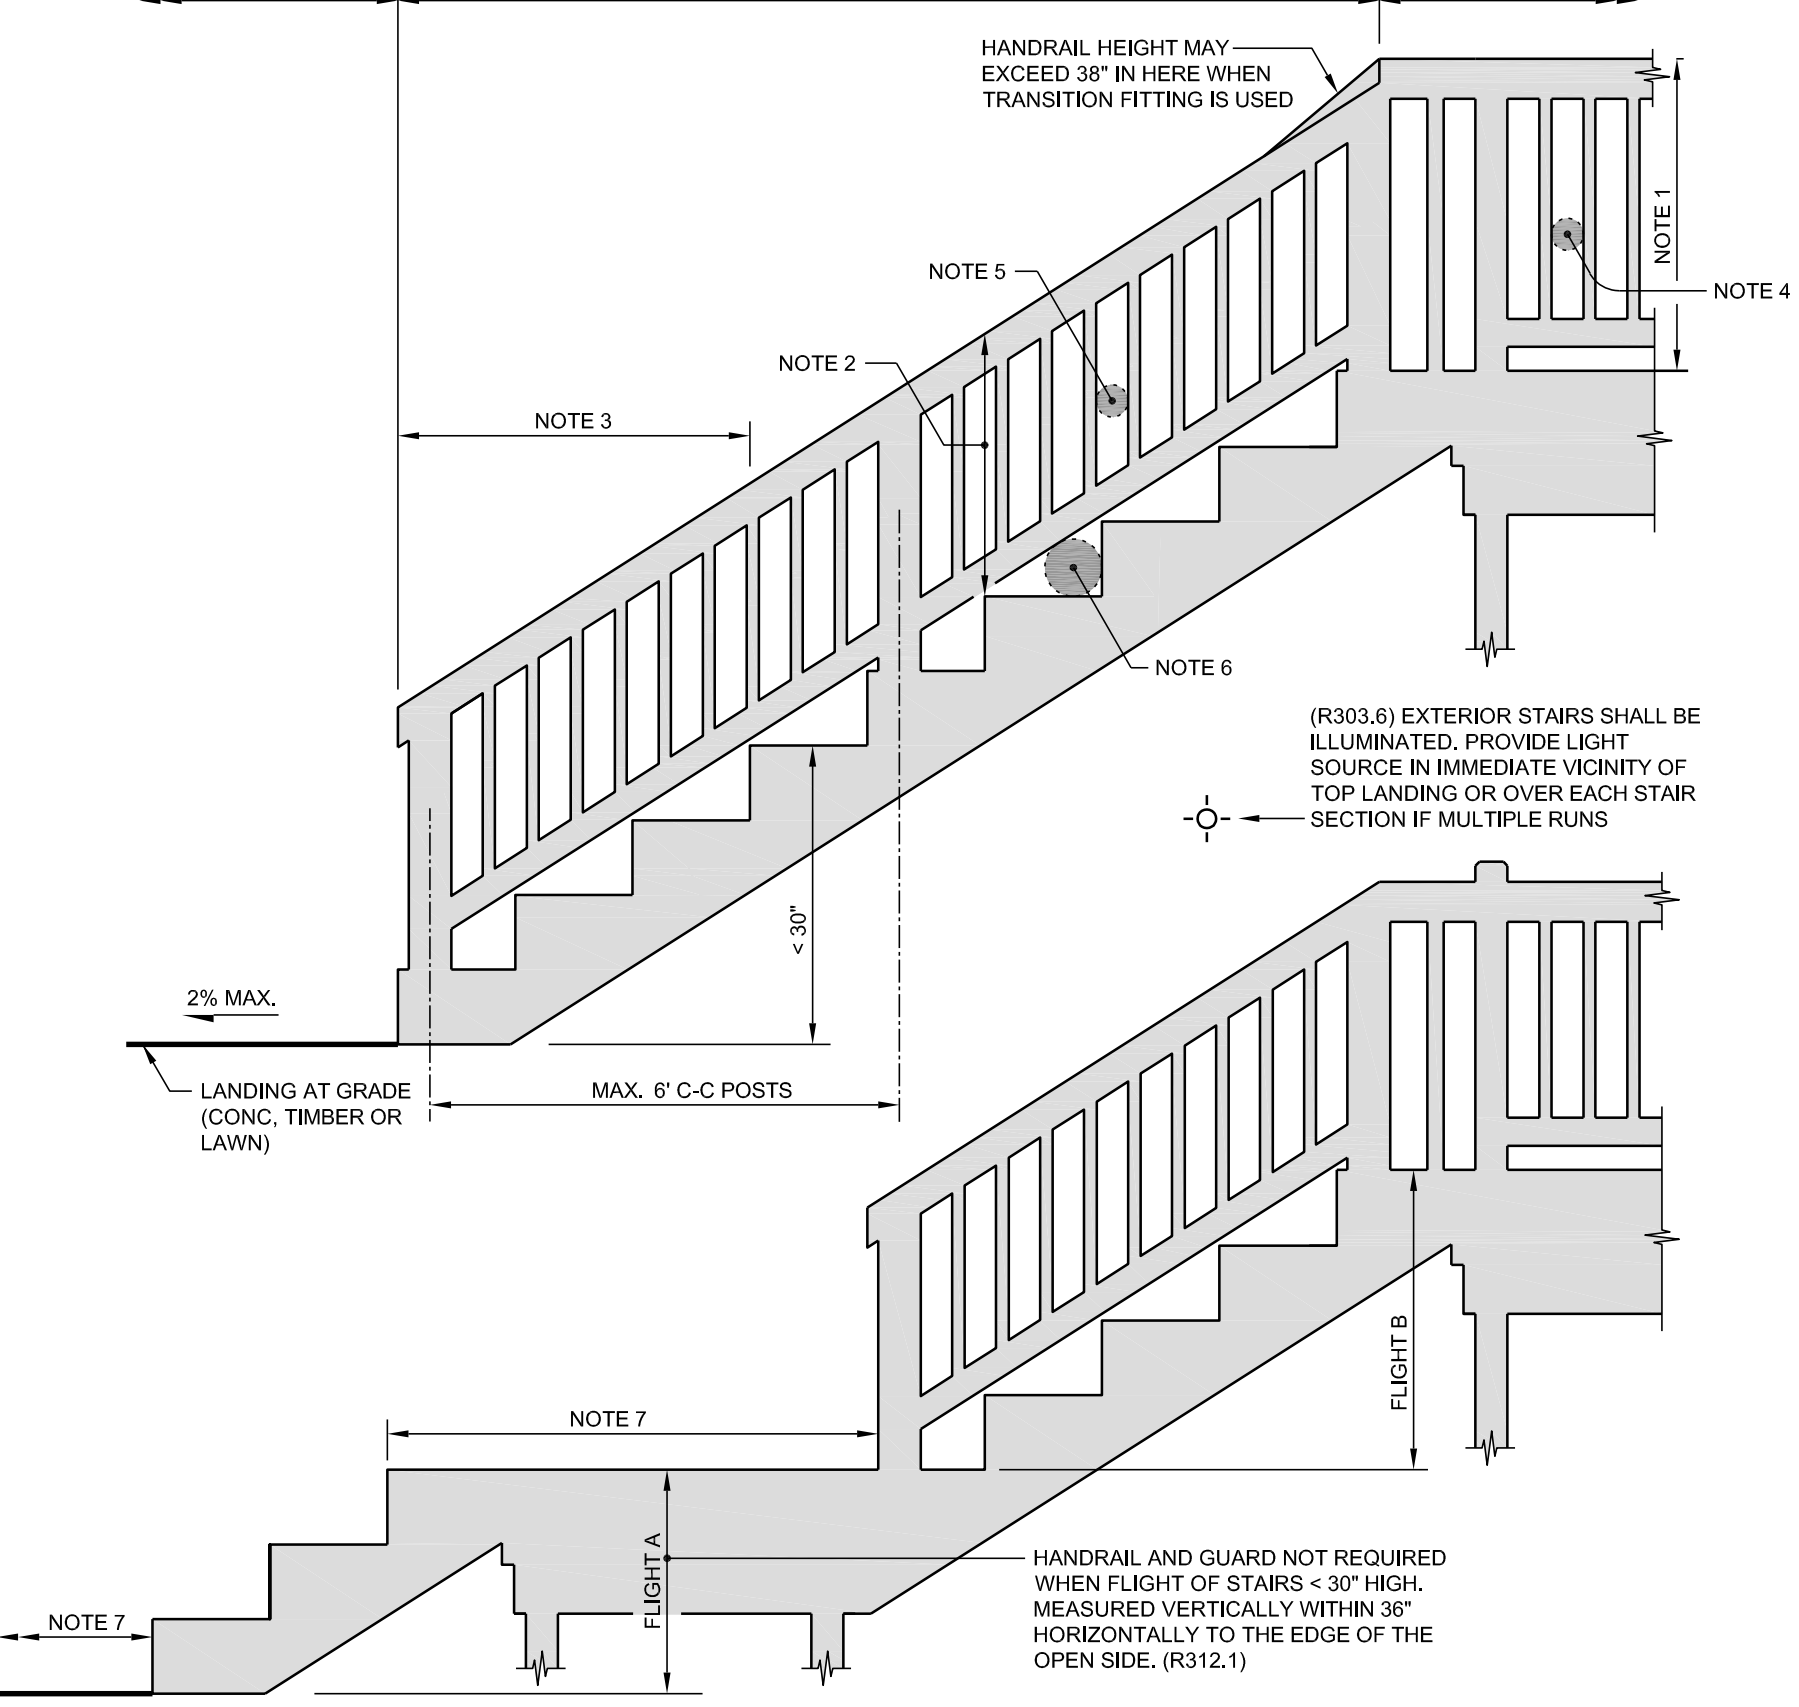 HANDRAIL HEIGHT MAY
EXCEED 38" IN HERE WHEN
TRANSITION FITTING IS USED
NOTE 1
NOTE 4
NOTE 5
NOTE 2
NOTE 3
NOTE 6
(R303.6) EXTERIOR STAIRS SHALL BE
ILLUMINATED. PROVIDE LIGHT
SOURCE IN IMMEDIATE VICINITY OF
TOP LANDING OR OVER EACH STAIR
SECTION IF MULTIPLE RUNS
< 30"
2% MAX.
LANDING AT GRADE
(CONC, TIMBER OR
LAWN)
MAX. 6' C-C POSTS
FLIGHT B
NOTE 7
FLIGHT A
HANDRAIL AND GUARD NOT REQUIRED
WHEN FLIGHT OF STAIRS < 30" HIGH.
MEASURED VERTICALLY WITHIN 36"
HORIZONTALLY TO THE EDGE OF THE
OPEN SIDE. (R312.1)
NOTE 7